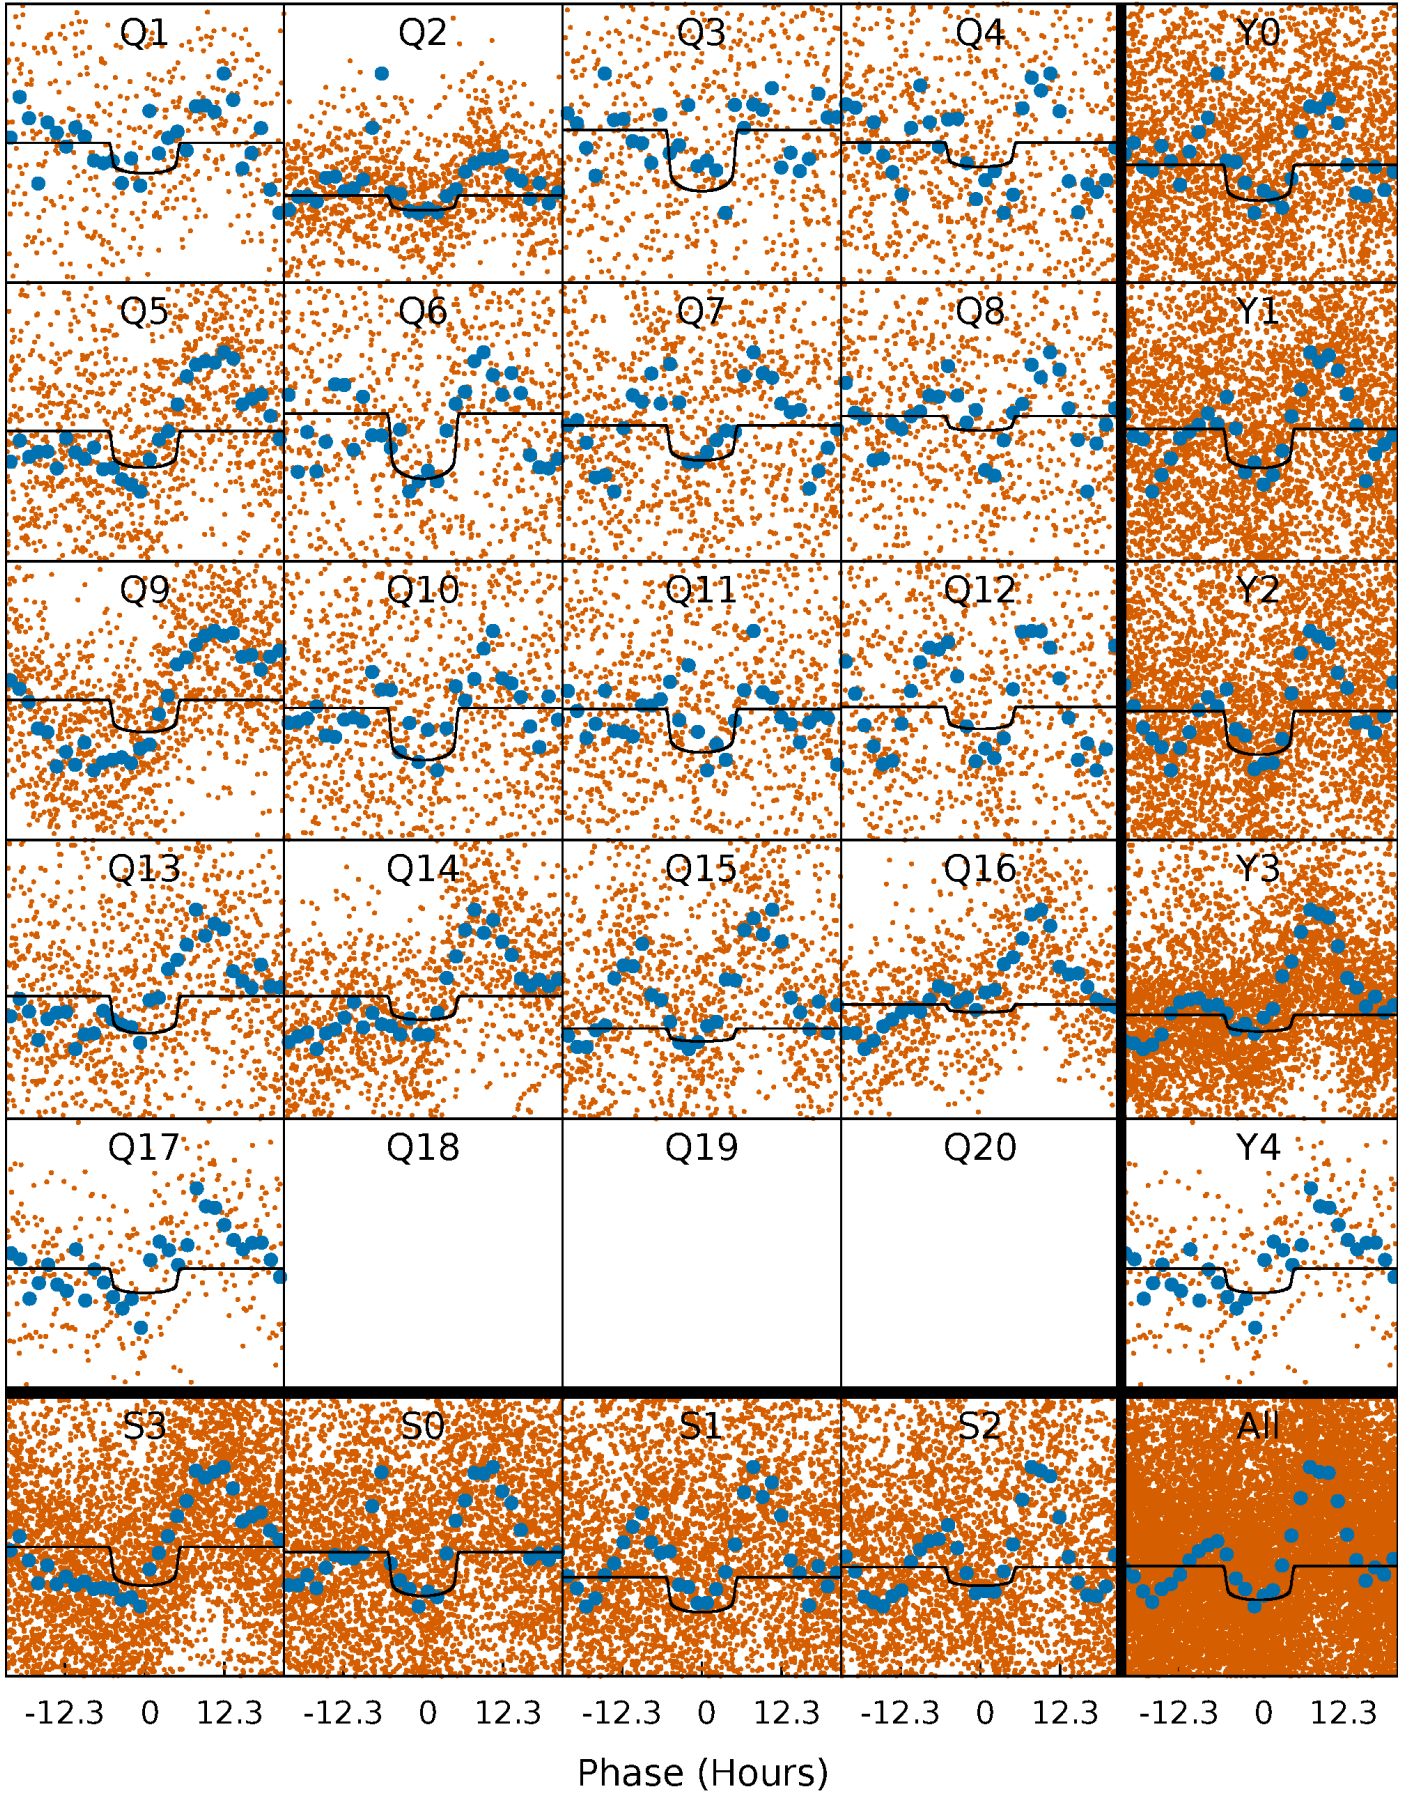 Q1 Q2 Q3 Q4 Y0
Q5 Q6 Q7 Q8 Y1
Q9 Q10 Q11 Q12 Y2
Q13 Q14 Q15 Q16 Y3
Q17 Q18 Q19 Q20 Y4
S3 S0 S1 S2 All
-12.3 0 12.3 -12.3 0 12.3 -12.3 0 12.3 -12.3 0 12.3 -12.3 0 12.3
Phase (Hours)